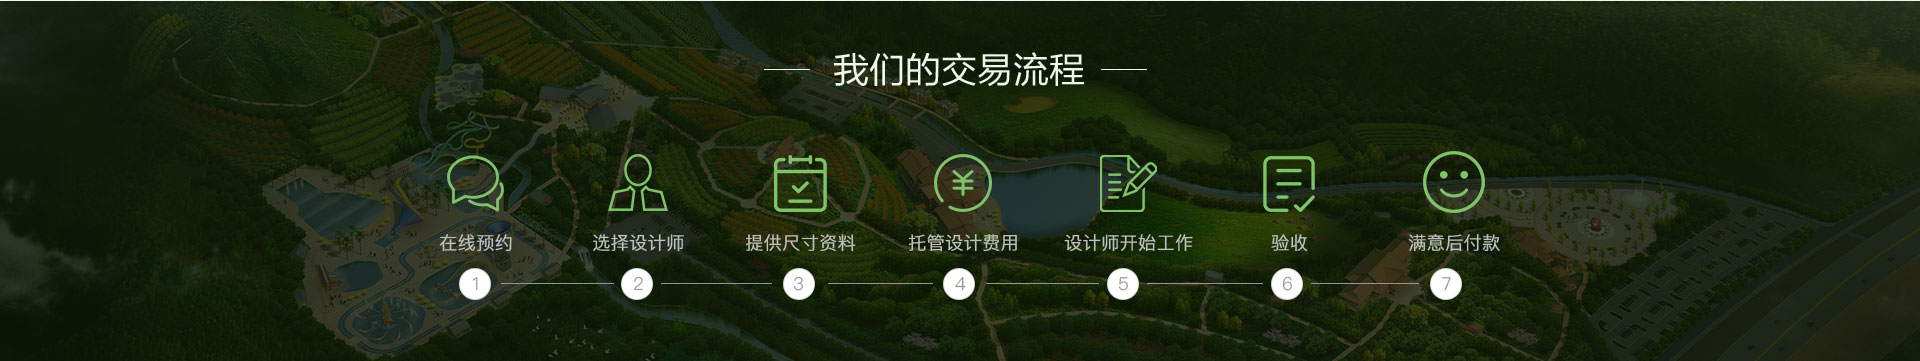 我们的交易流程
在线预约
选择设计师
提供尺寸资料
托管设计费用
设计师开始工作
验收
满意后付款
1
2
3
4
5
6
7